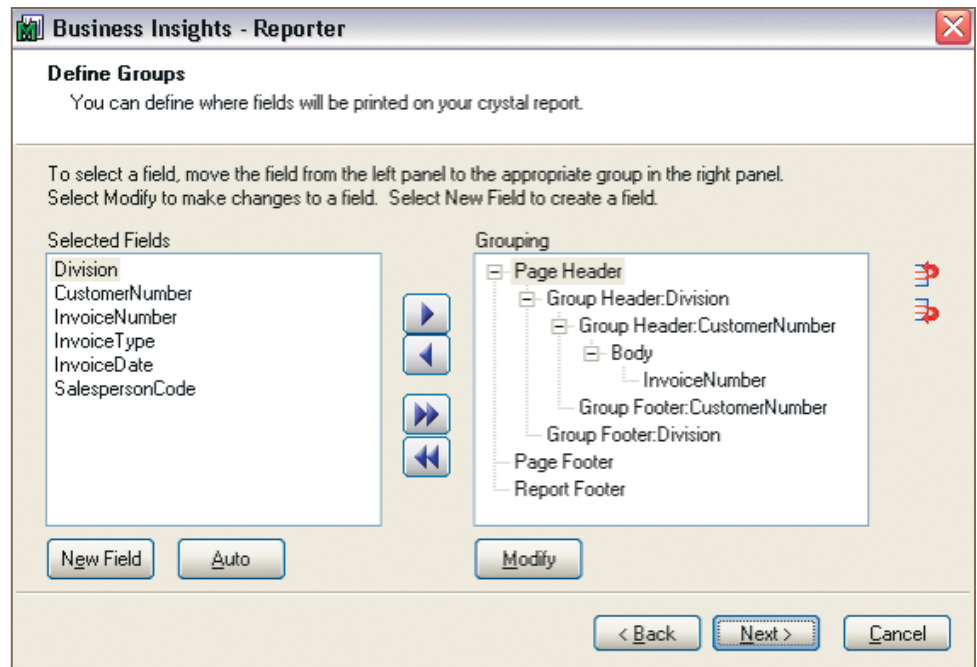 Business Insights - Reporter
Define Groups
You can define where fields will be printed on your crystal report.
To select a field, move the field from the left panel to the appropriate group in the right panel.
Select Modify to make changes to a field. Select New Field to create a field.
Selected Fields
Division
CustomerNumber
InvoiceNumber
InvoiceType
InvoiceDate
SalespersonCode
Grouping
Page Header
Group Header:Division
Group Header:CustomerNumber
Body
InvoiceNumber
Group Footer:CustomerNumber
Group Footer:Division
Page Footer
Report Footer
New Field
Auto
Modify
< Back
Next >
Cancel